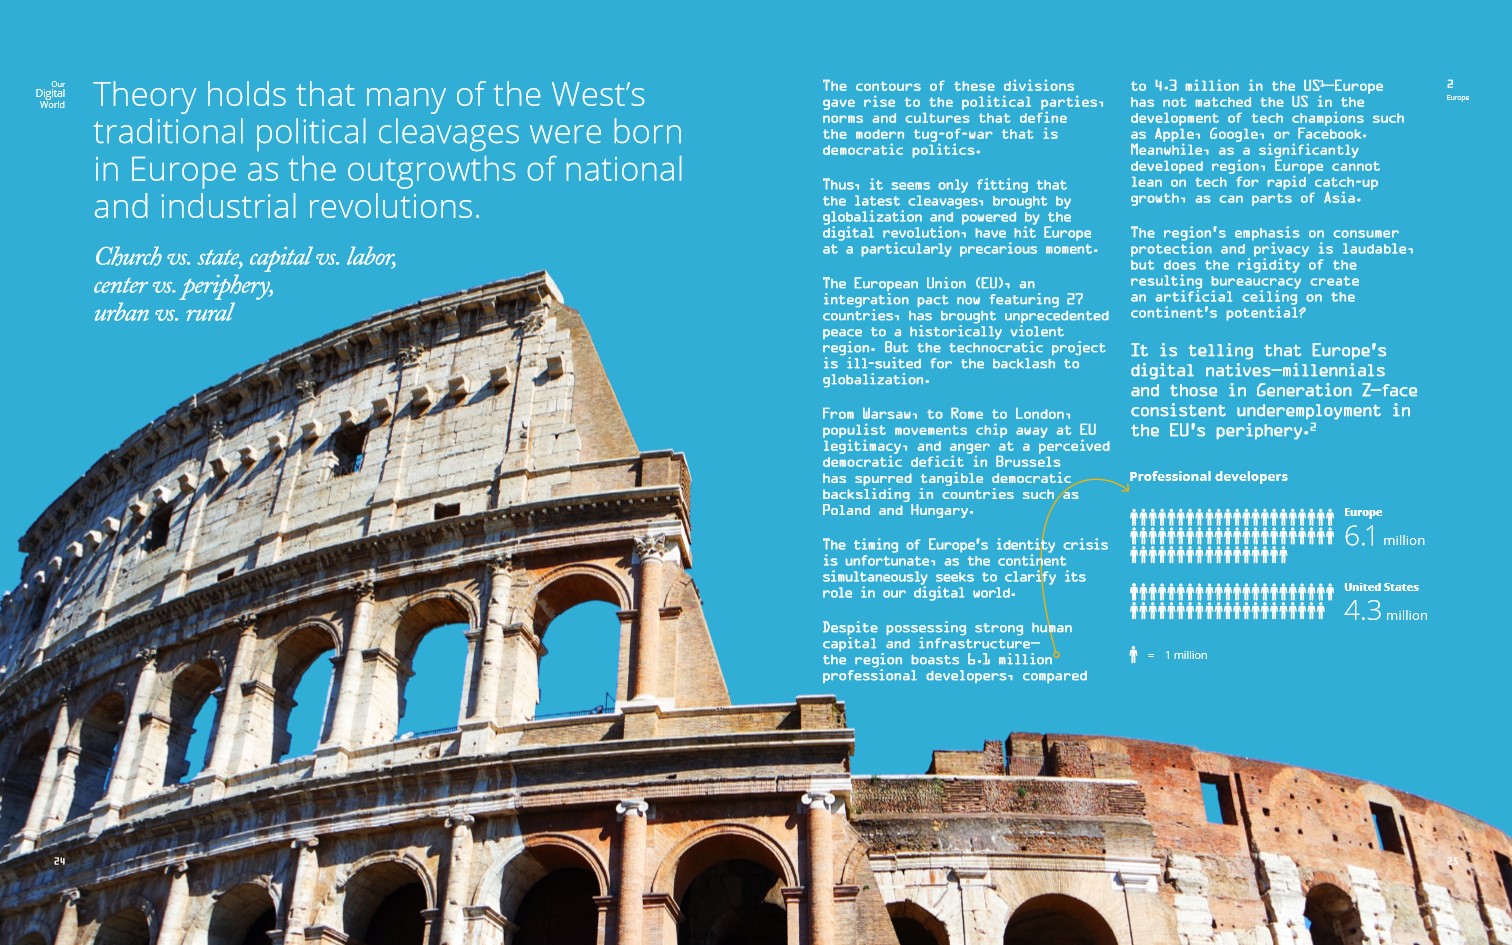 Our
Digital
World
Theory holds that many of the West's
traditional political cleavages were born
in Europe as the outgrowths of national
and industrial revolutions.
Church vs. state, capital vs. labor,
center vs. periphery,
urban vs. rural
The contours of these divisions
gave rise to the political parties,
norms and cultures that define
the modern tug-of-war that is
democratic politics.
Thus, it seems only fitting that
the latest cleavages, brought by
globalization and powered by the
digital revolution, have hit Europe
at a particularly precarious moment.
The European Union (EU), an
integration pact now featuring 27
countries, has brought unprecedented
peace to a historically violent
region. But the technocratic project
is ill-suited for the backlash to
globalization.
From Warsaw, to Rome to London,
populist movements chip away at EU
legitimacy, and anger at a perceived
democratic deficit in Brussels
has spurred tangible democratic
backsliding in countries such as
Poland and Hungary.
The timing of Europe's identity crisis
is unfortunate, as the continent
simultaneously seeks to clarify its
role in our digital world.
Despite possessing strong human
capital and infrastructure—
the region boasts 6.1 million
professional developers, compared
to 4.3 million in the US¹—Europe
has not matched the US in the
development of tech champions such
as Apple, Google, or Facebook.
Meanwhile, as a significantly
developed region, Europe cannot
lean on tech for rapid catch-up
growth, as can parts of Asia.
The region's emphasis on consumer
protection and privacy is laudable,
but does the rigidity of the
resulting bureaucracy create
an artificial ceiling on the
continent's potential?
It is telling that Europe's
digital natives—millennials
and those in Generation Z—face
consistent underemployment in
the EU's periphery.²
Professional developers
Europe
6.1 million
United States
4.3 million
= 1 million
2
Europe
24
25